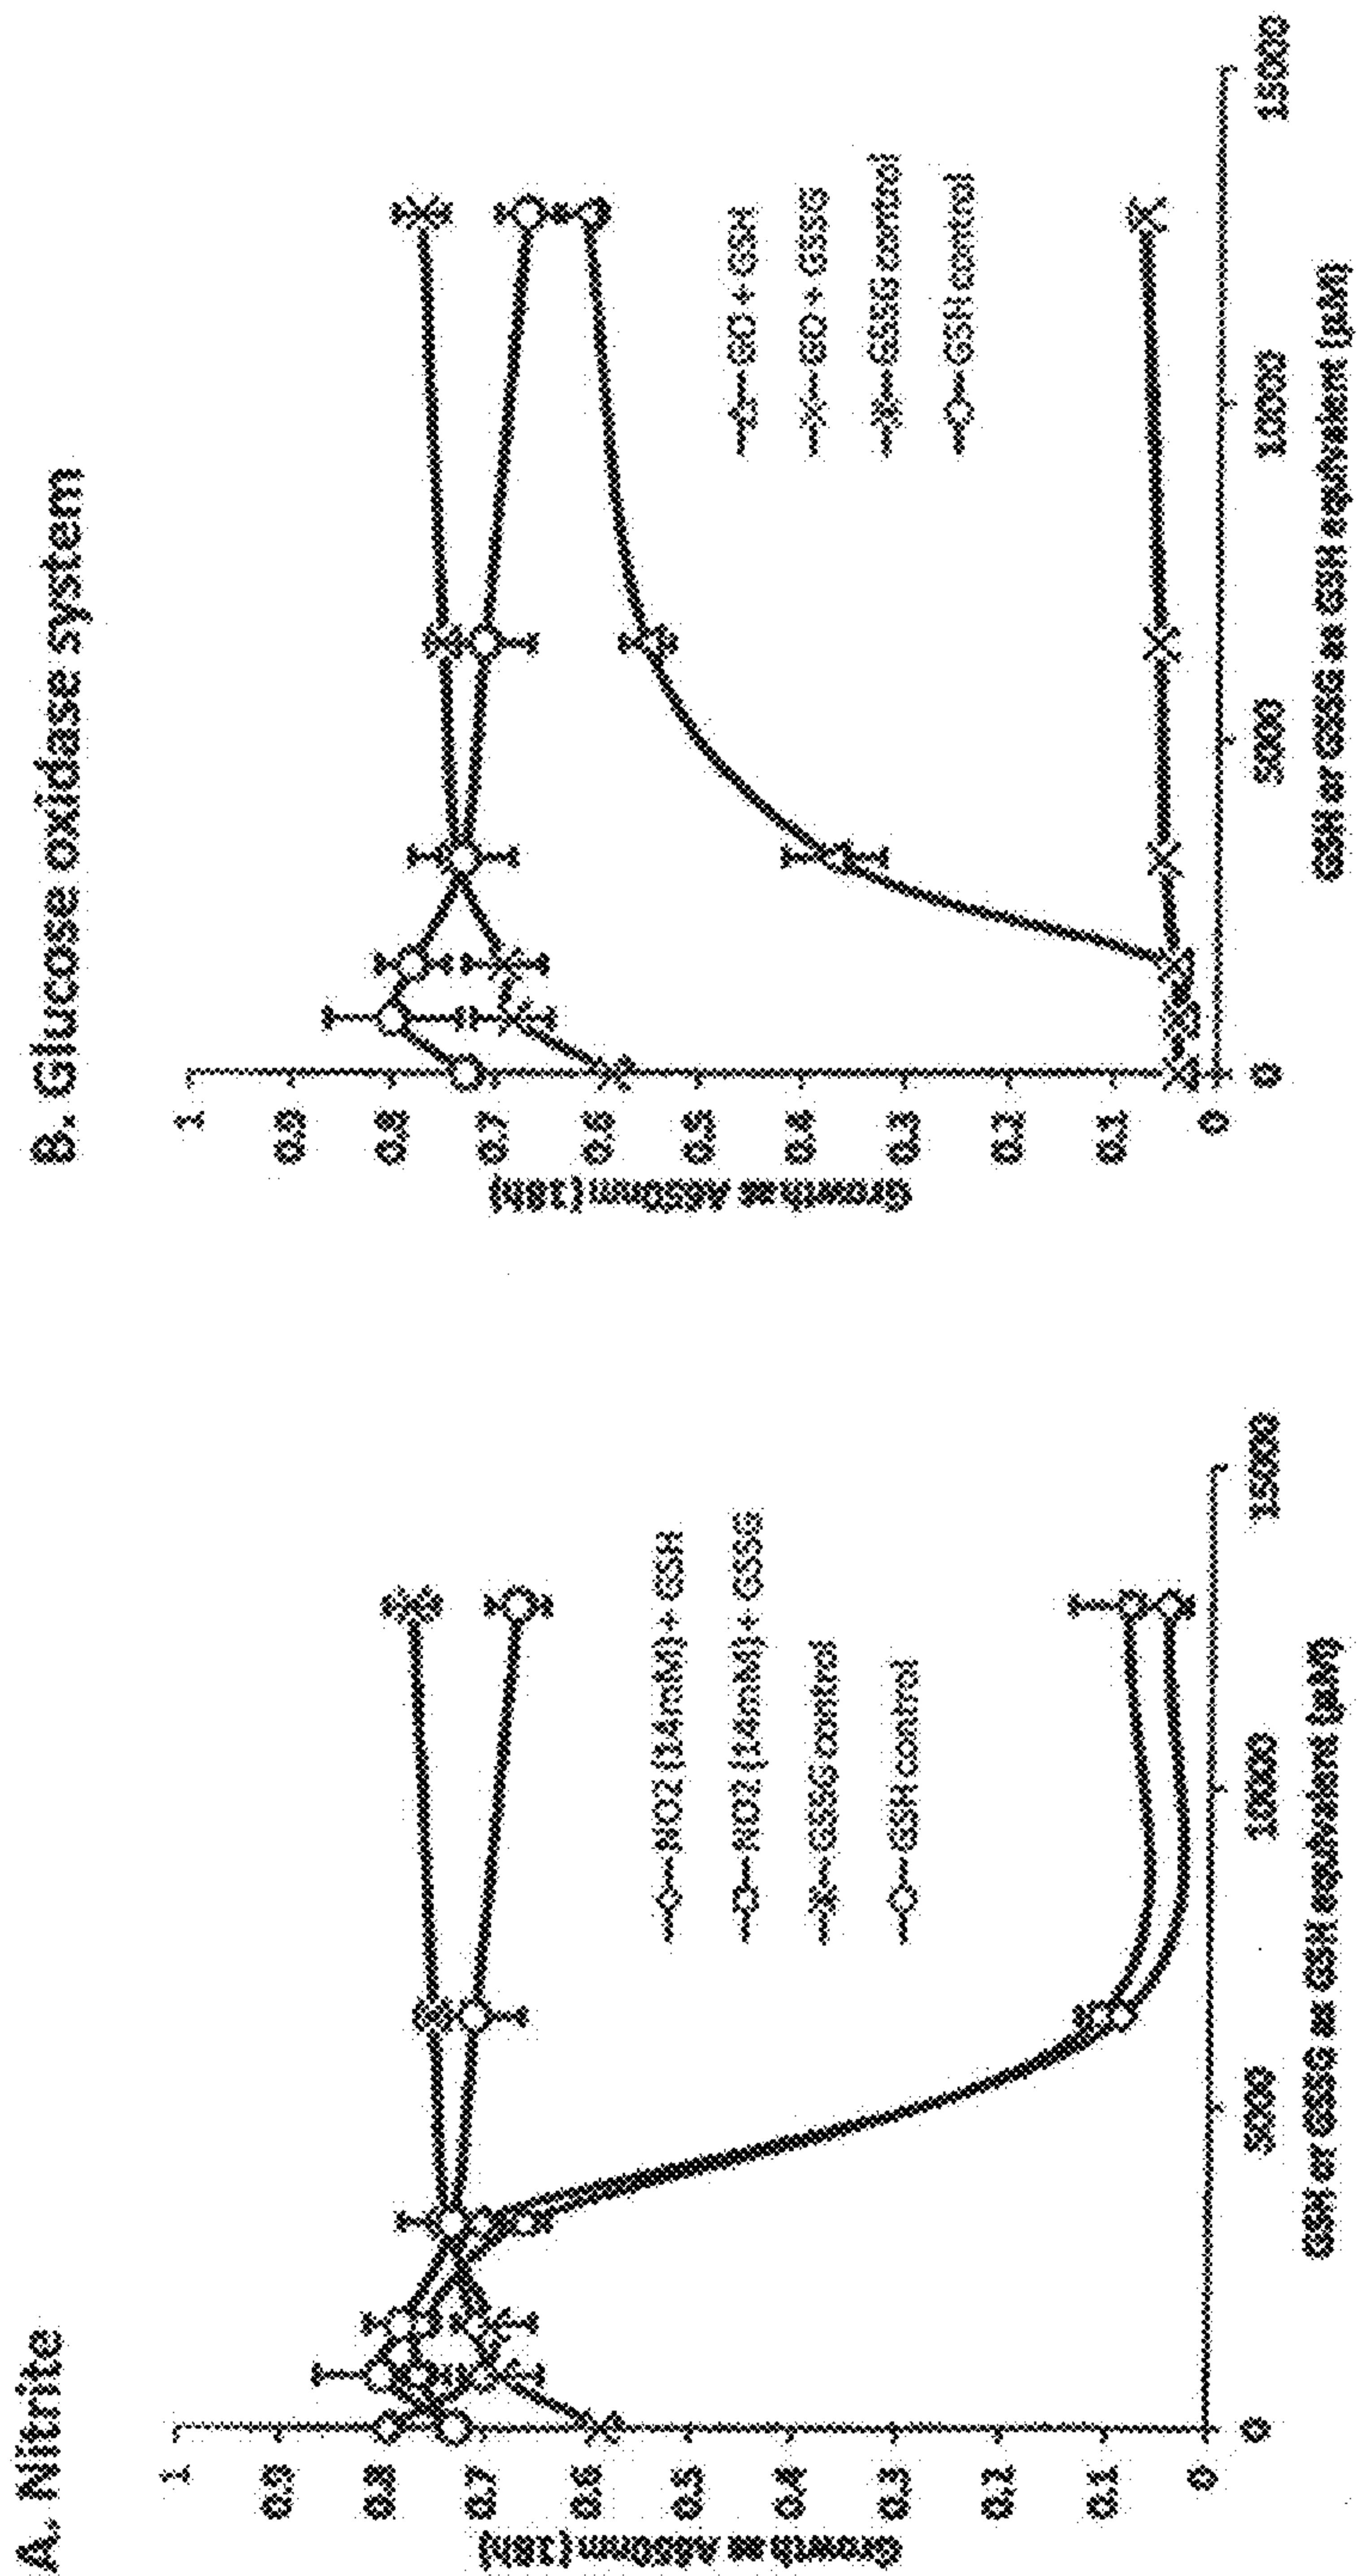 A. Nitrite
Growth as A650nm (18h)
1
0.9
0.8
0.7
0.6
0.5
0.4
0.3
0.1
0.1
0
0
5000
10000
15000
GSH or GSSG as GSH equivalent (µM)
NO2 (14mM)+ GSH
NO2 (14mM)+ GSSG
GSSG control
GSH control
B. Glucose oxidase system
Growth as A650nm (18h)
1
0.9
0.8
0.7
0.6
0.5
0.4
0.3
0.1
0.1
0
0
5000
10000
15000
GSH or GSSG as GSH equivalent (µM)
GO + GSH
GO + GSSG
GSSG control
GSH control